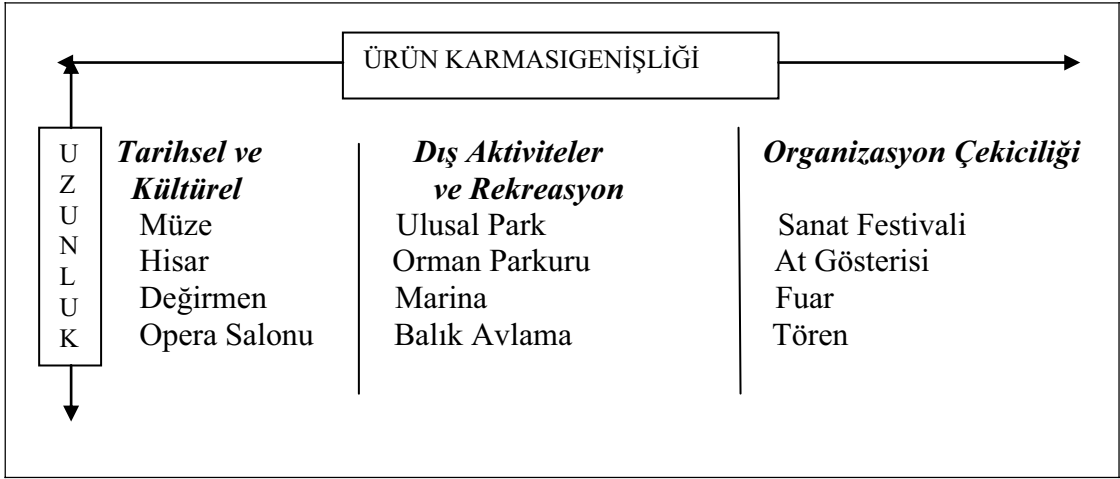 ÜRÜN KARMASIGENİŞLİĞİ
U
Z
U
N
L
U
K
Tarihsel ve
Kültürel
Müze
Hisar
Değirmen
Opera Salonu
Dış Aktiviteler
ve Rekreasyon
Ulusal Park
Orman Parkuru
Marina
Balık Avlama
Organizasyon Çekiciliği
Sanat Festivali
At Gösterisi
Fuar
Tören